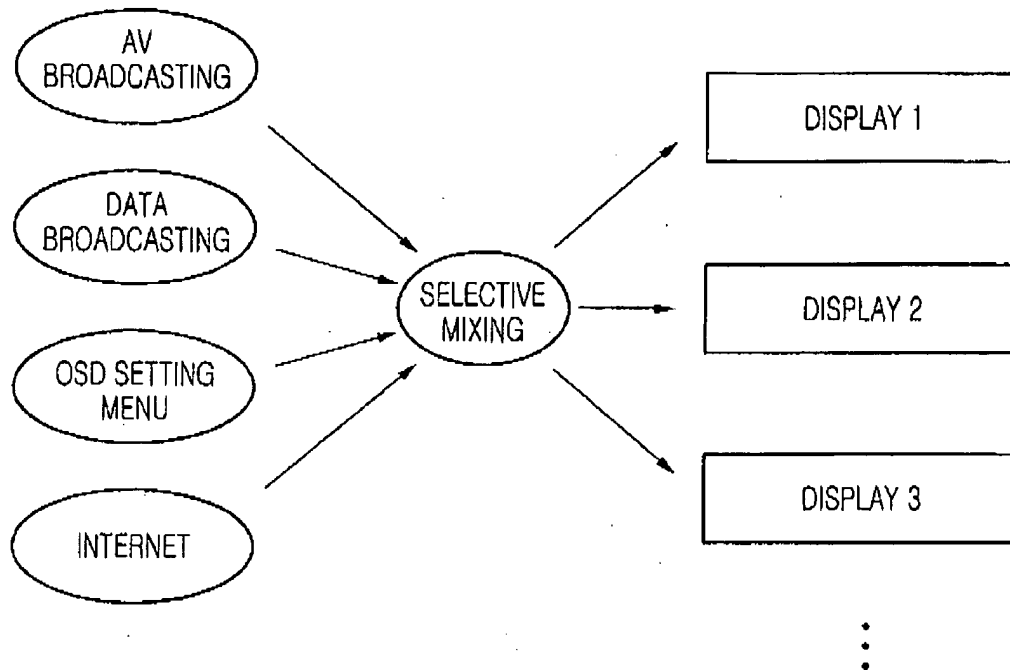 AV
BROADCASTING
DATA
BROADCASTING
OSD SETTING
MENU
INTERNET
SELECTIVE
MIXING
DISPLAY 1
DISPLAY 2
DISPLAY 3